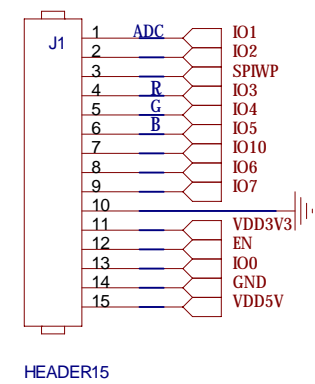 J1
1 ADC IO1
2 IO2
3 SPIWP
4 R IO3
5 G IO4
6 B IO5
7 IO10
8 IO6
9 IO7
10
11 VDD3V3
12 EN
13 IO0
14 GND
15 VDD5V
HEADER15